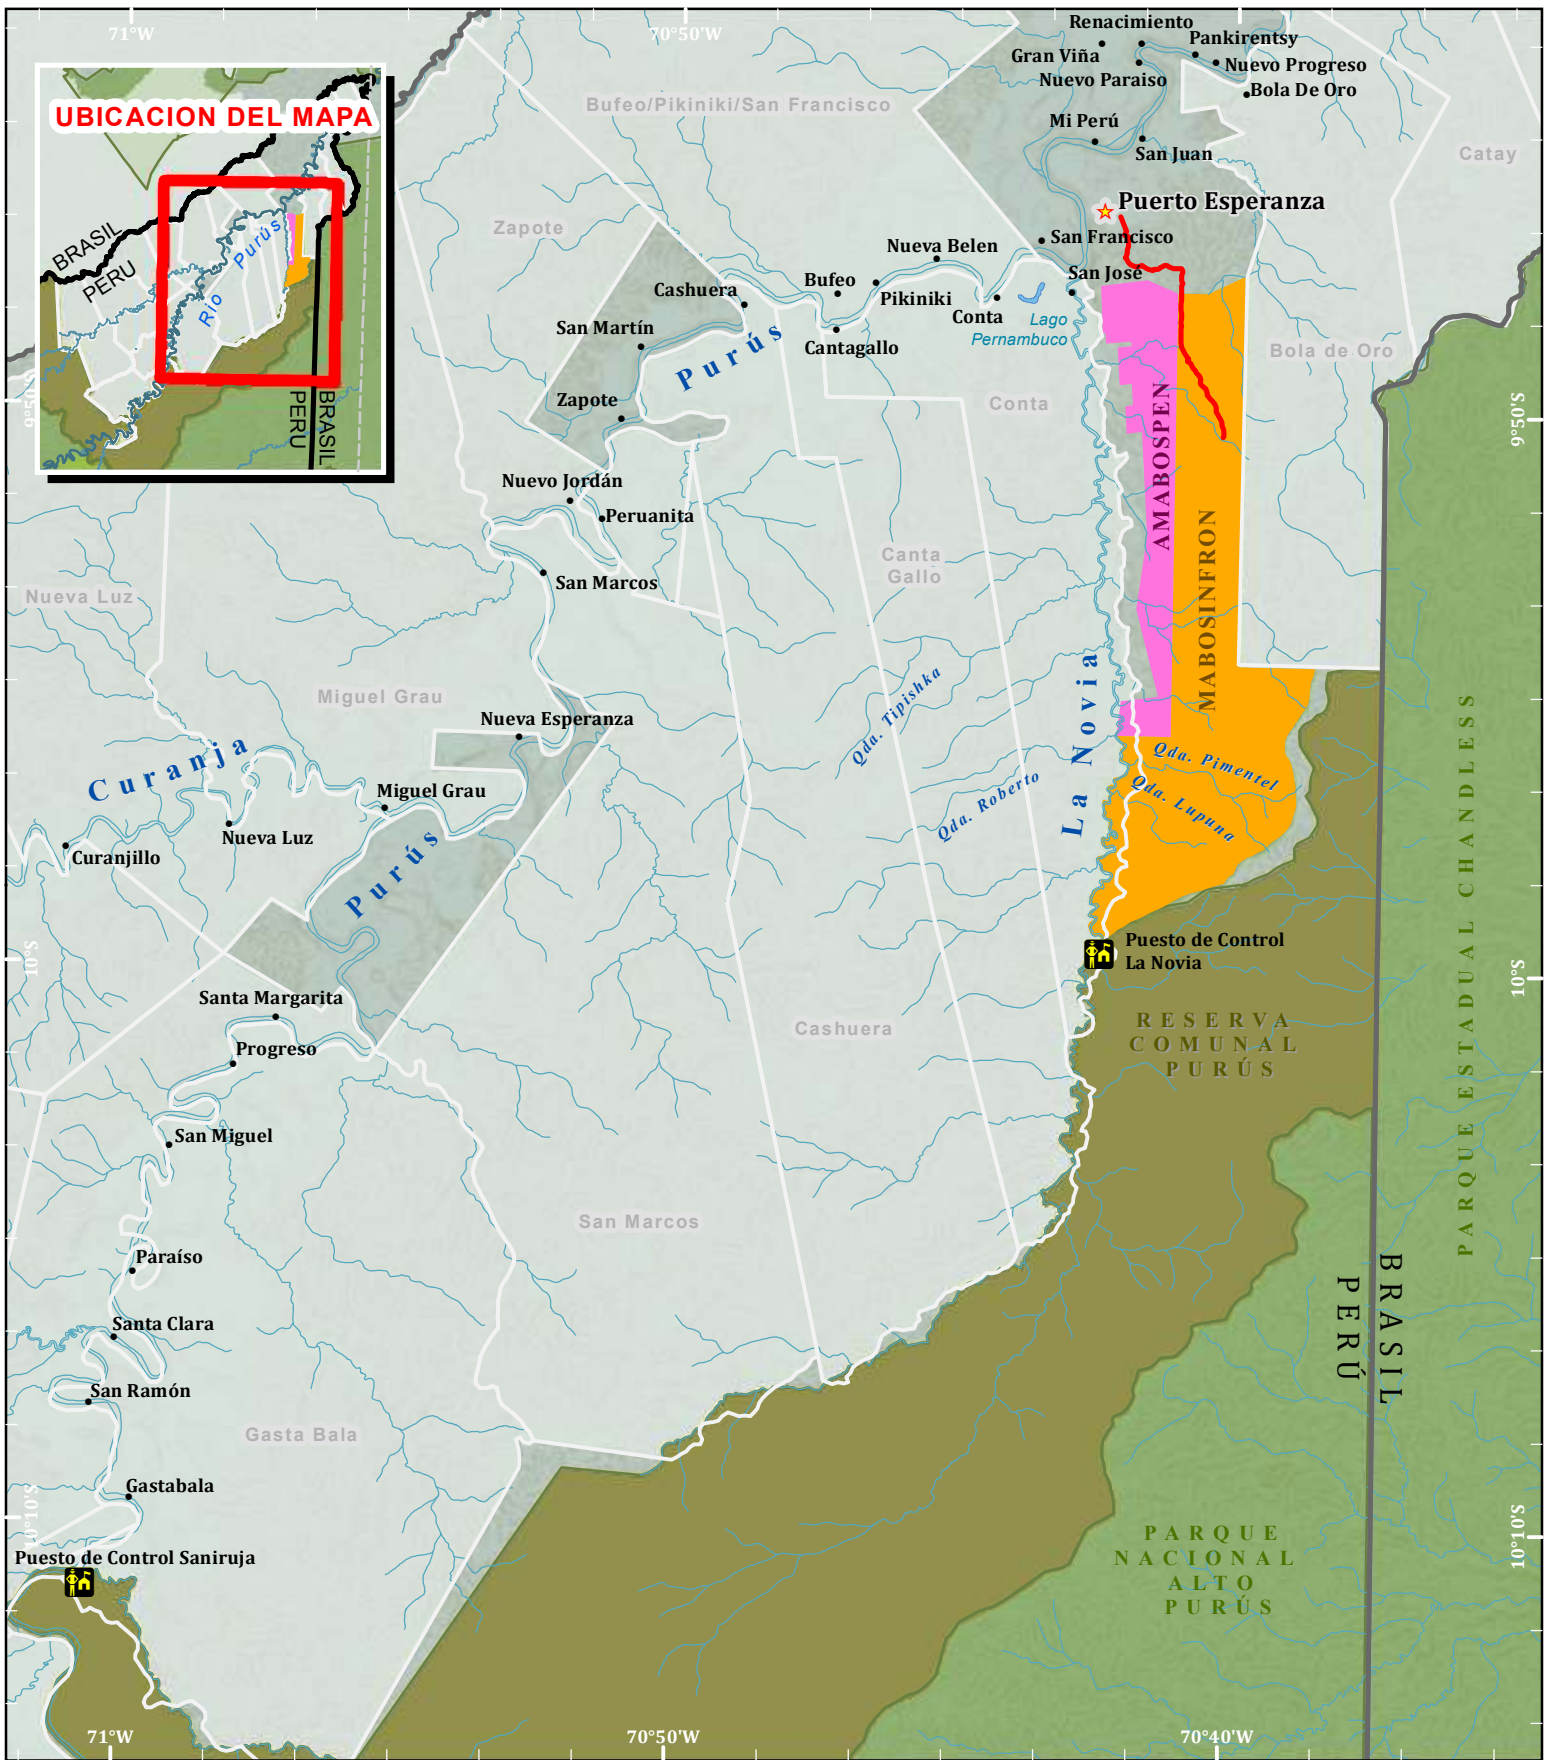 71°W
70°50'W
UBICACION DEL MAPA
BRASIL
PERU
Rio
Purús
PERU
BRASIL
Renacimiento
Gran Viña
Pankirentsy
Nuevo Paraiso
Nuevo Progreso
Bola De Oro
Bufeo/Pikiniki/San Francisco
Mi Perú
San Juan
Catay
Puerto Esperanza
Zapote
San Francisco
Nueva Belen
San José
Bufeo
Pikiniki
Cashuera
Conta
Lago
Pernambuco
San Martín
Cantagallo
Purús
Bola de Oro
Zapote
Conta
9°50'S
9°50'S
AMABOSPEN
MABOSINFRON
Nuevo Jordán
Peruanita
Canta
Gallo
San Marcos
Nueva Luz
Miguel Grau
Nueva Esperanza
Qda. Tipishka
La Novia
Qda. Pimentel
Qda. Lupuna
Qda. Roberto
Curanja
Miguel Grau
Nueva Luz
Curanjillo
Purús
PARQUE ESTADUAL CHANDLESS
Puesto de Control
La Novia
10°S
10°S
Santa Margarita
Progreso
Cashuera
RESERVA
COMUNAL
PURÚS
San Miguel
San Marcos
Paraíso
BRASIL
PERÚ
Santa Clara
San Ramón
Gasta Bala
Gastabala
10°10'S
10°10'S
Puesto de Control Saniruja
PARQUE
NACIONAL
ALTO
PURÚS
71°W
70°50'W
70°40'W